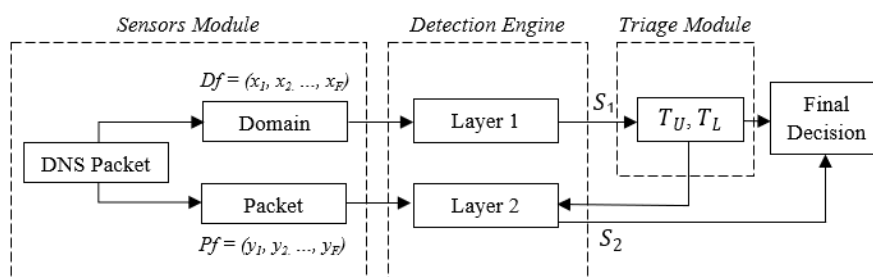 Sensors Module
Detection Engine
Triage Module
Df = (x1, x2. ..., xF)
Domain
Layer 1
S1
TU, TL
Final
Decision
DNS Packet
Packet
Layer 2
Pf = (y1, y2. ..., yF)
S2